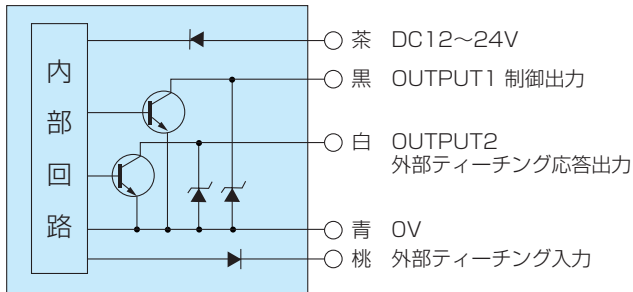 内部回路
茶 DC12～24V
黒 OUTPUT1 制御出力
白 OUTPUT2
外部ティーチング応答出力
青 0V
桃 外部ティーチング入力